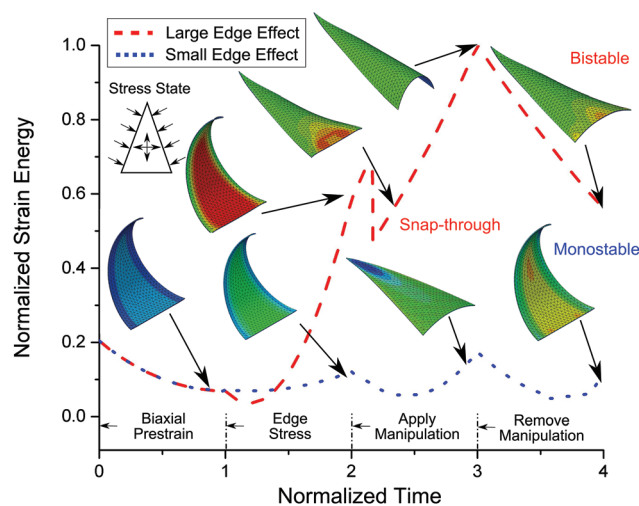 Large Edge Effect
Small Edge Effect
Stress State
Bistable
Snap-through
Monostable
Normalized Strain Energy
1.0
0.8
0.6
0.4
0.2
0.0
Biaxial
Prestrain
Edge
Stress
Apply
Manipulation
Remove
Manipulation
0
1
2
3
4
Normalized Time